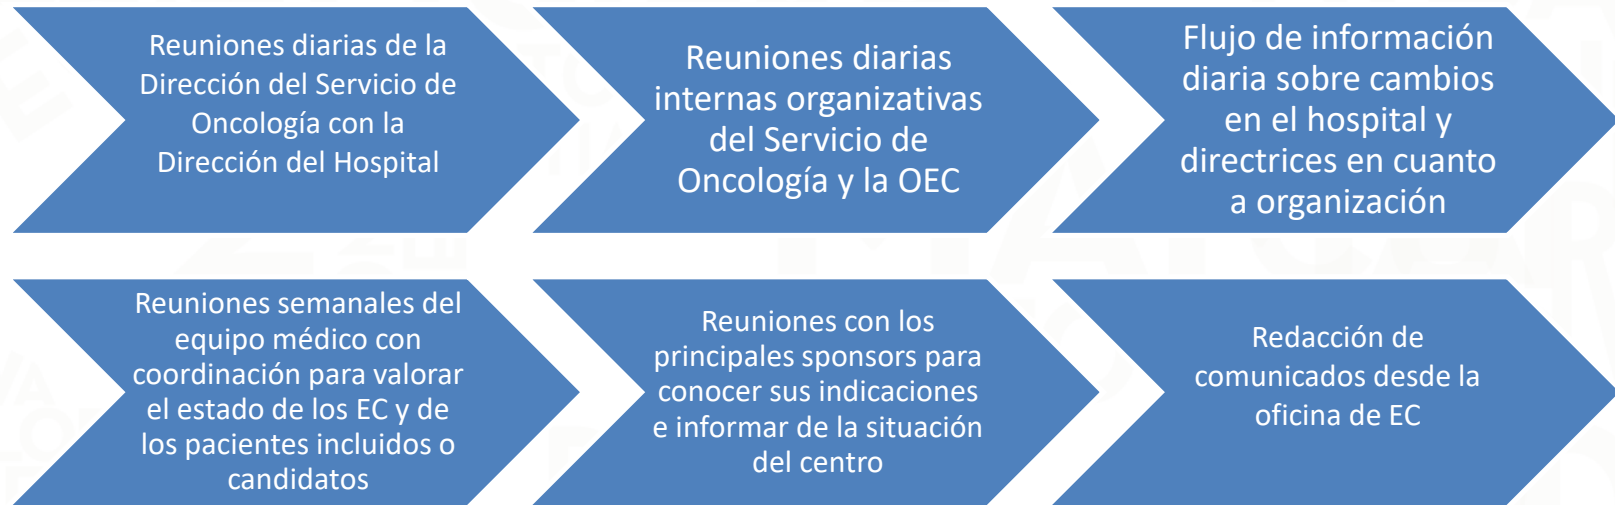 Reuniones diarias de la
Dirección del Servicio de
Oncología con la
Dirección del Hospital
Reuniones diarias
internas organizativas
del Servicio de
Oncología y la OEC
Flujo de información
diaria sobre cambios
en el hospital y
directrices en cuanto
a organización
Reuniones semanales del
equipo médico con
coordinación para valorar
el estado de los EC y de
los pacientes incluidos o
candidatos
Reuniones con los
principales sponsors para
conocer sus indicaciones
e informar de la situación
del centro
Redacción de
comunicados desde la
oficina de EC